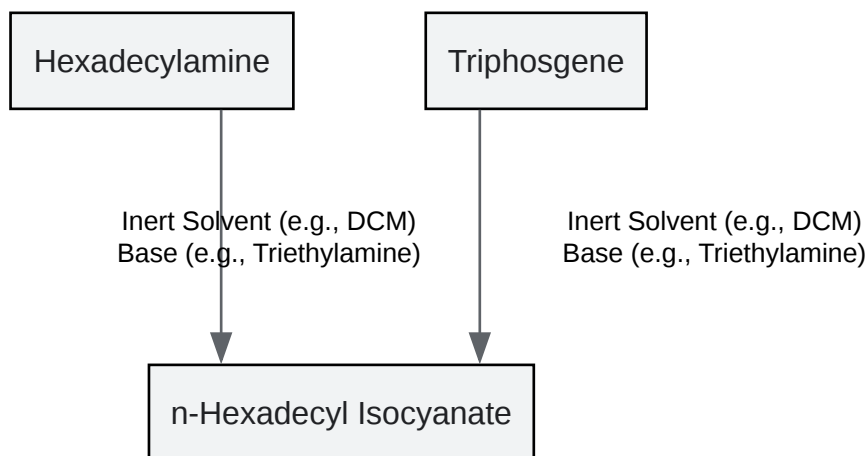 Hexadecylamine
Triphosgene
Inert Solvent (e.g., DCM)
Base (e.g., Triethylamine)
Inert Solvent (e.g., DCM)
Base (e.g., Triethylamine)
n-Hexadecyl Isocyanate